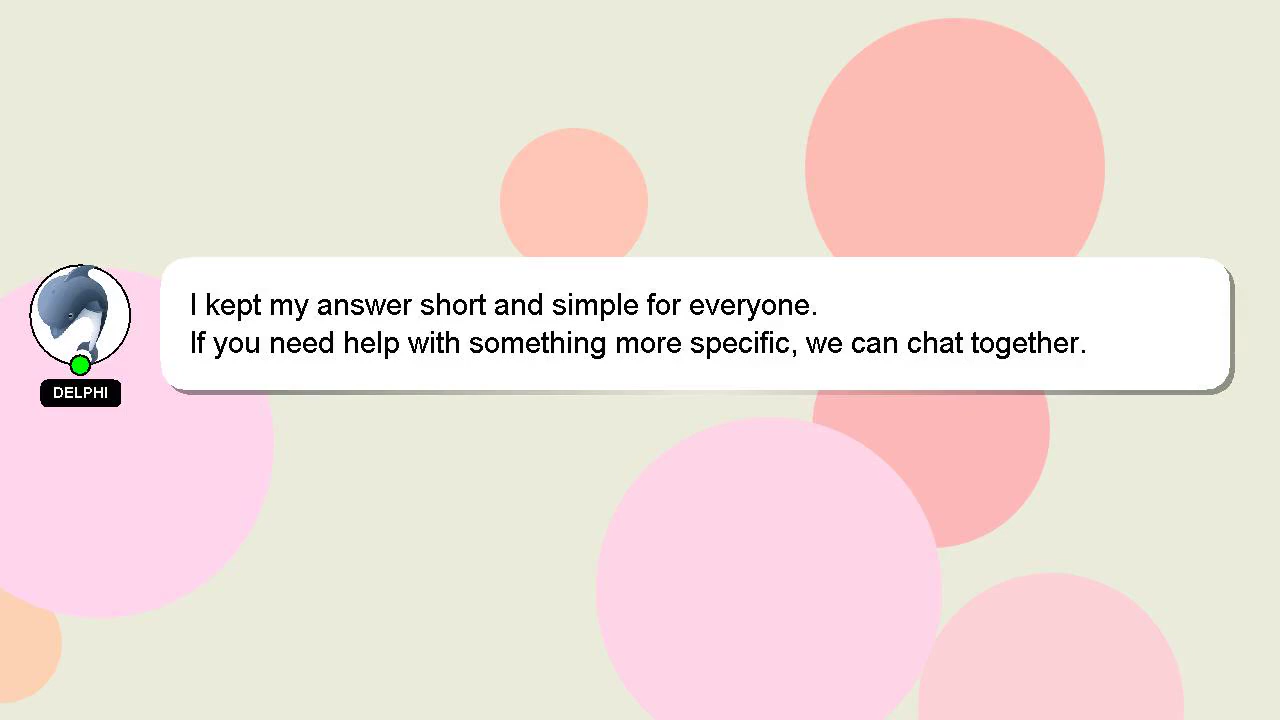 I kept my answer short and simple for everyone.
If you need help with something more specific, we can chat together.
DELPHI